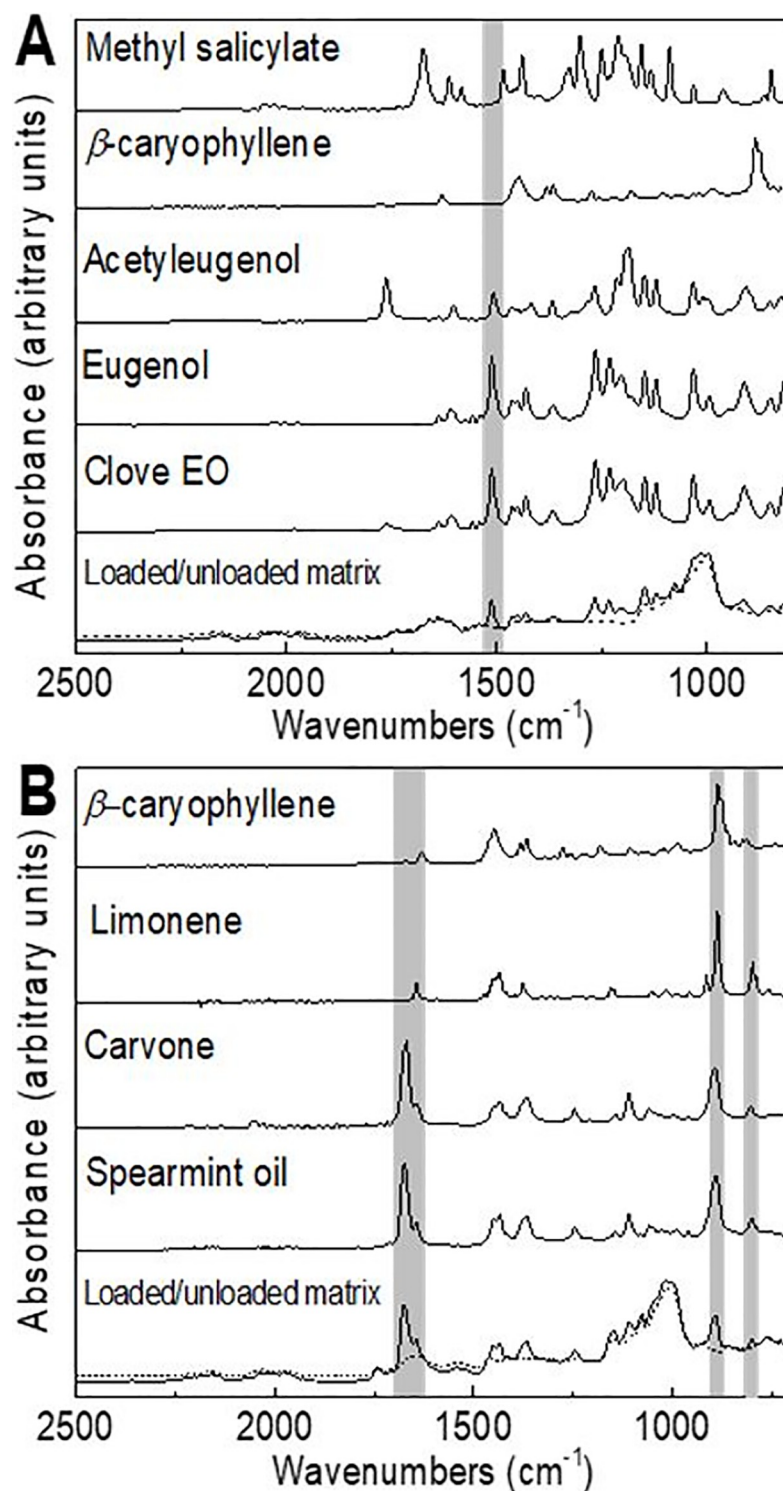 A
Methyl salicylate
β-caryophyllene
Acetyleugenol
Eugenol
Clove EO
Loaded/unloaded matrix
Absorbance (arbitrary units)
2500 2000 1500 1000
Wavenumbers (cm⁻¹)
B
β–caryophyllene
Limonene
Carvone
Spearmint oil
Loaded/unloaded matrix
Absorbance (arbitrary units)
2500 2000 1500 1000
Wavenumbers (cm⁻¹)